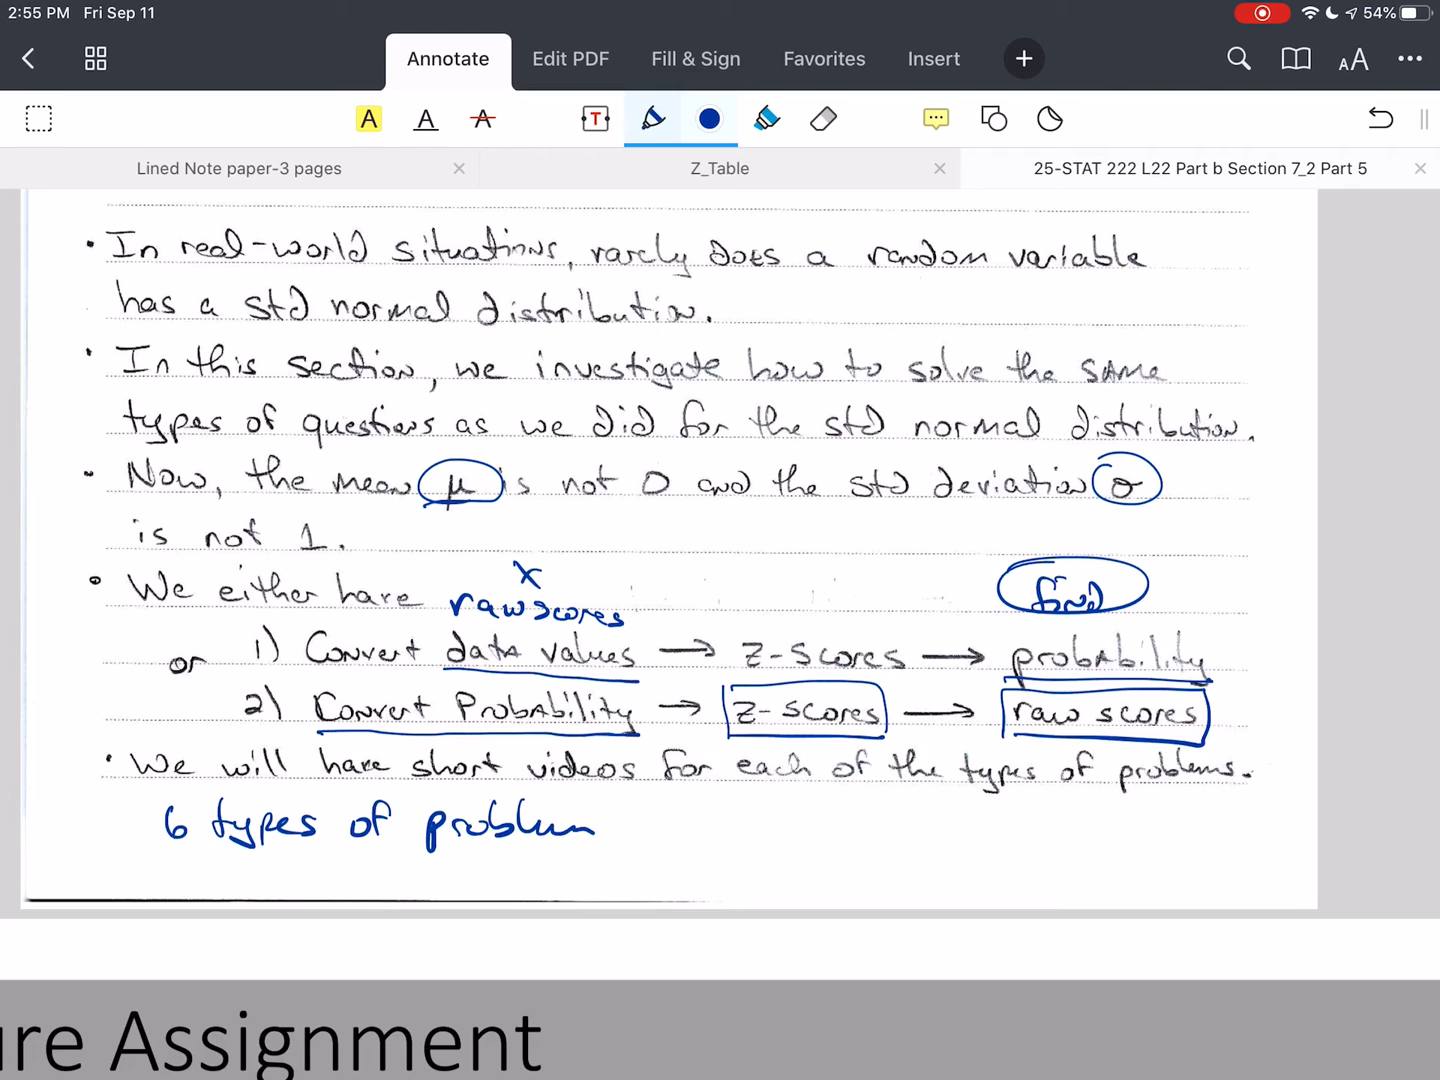 2:55 PM Fri Sep 11
54%
Annotate Edit PDF Fill & Sign Favorites Insert
Lined Note paper-3 pages Z_Table 25-STAT 222 L22 Part b Section 7_2 Part 5
• In real-world situations, rarely does a random variable
has a std normal distribution.
• In this section, we investigate how to solve the same
types of questions as we did for the std normal distribution.
• Now, the mean μ is not 0 and the std deviation σ
is not 1.
x
• We either have raw scores find
1) Convert data values → z-scores → probability
or
2) Convert Probability → z-scores → raw scores
• We will have short videos for each of the types of problems.
6 types of problem
ure Assignment